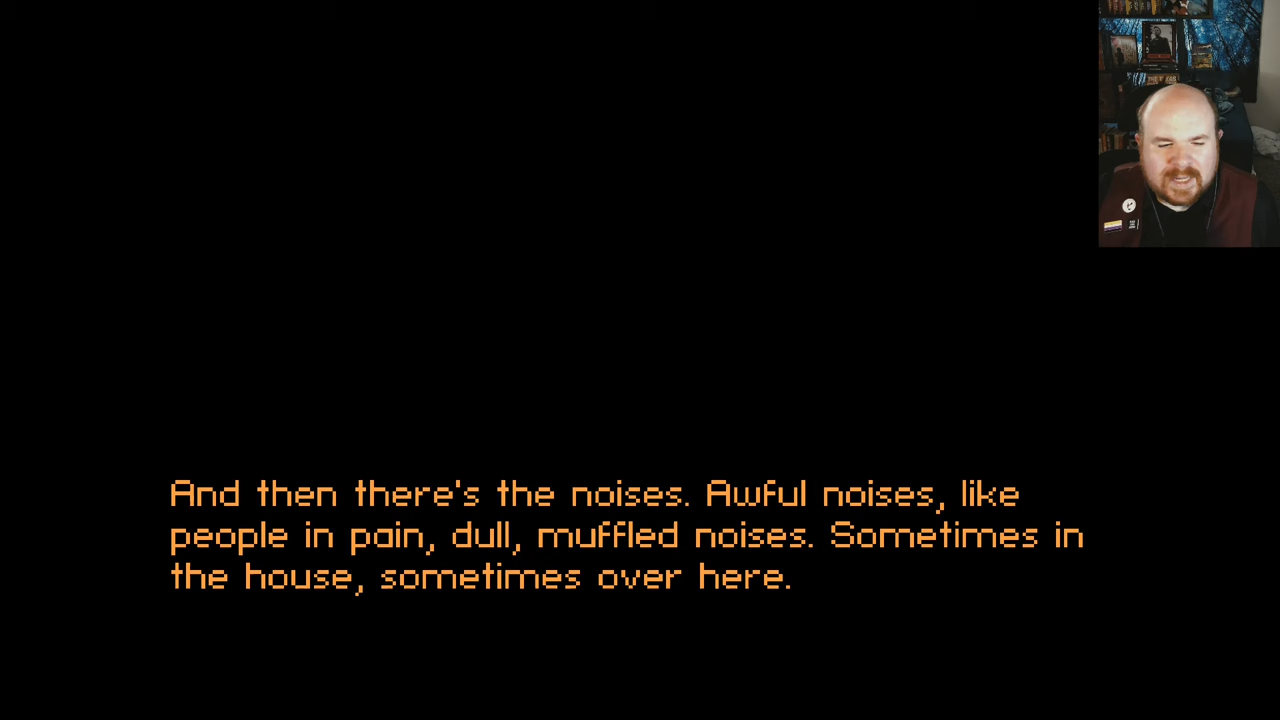 And then there's the noises. Awful noises, like
people in pain, dull, muffled noises. Sometimes in
the house, sometimes over here.